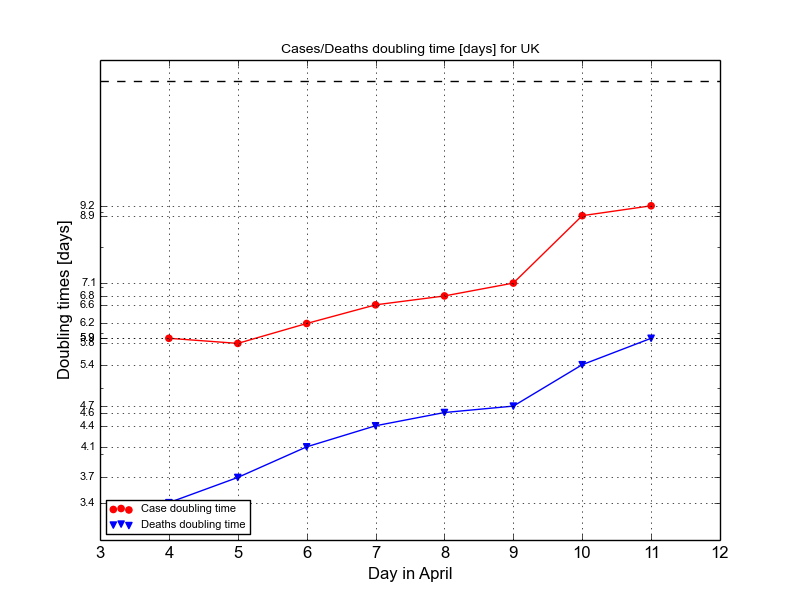 Cases/Deaths doubling time [days] for UK
Doubling times [days]
9.2
8.9
7.1
6.8
6.6
6.2
5.9
5.8
5.4
4.7
4.6
4.4
4.1
3.7
3.4
Case doubling time
Deaths doubling time
3 4 5 6 7 8 9 10 11 12
Day in April